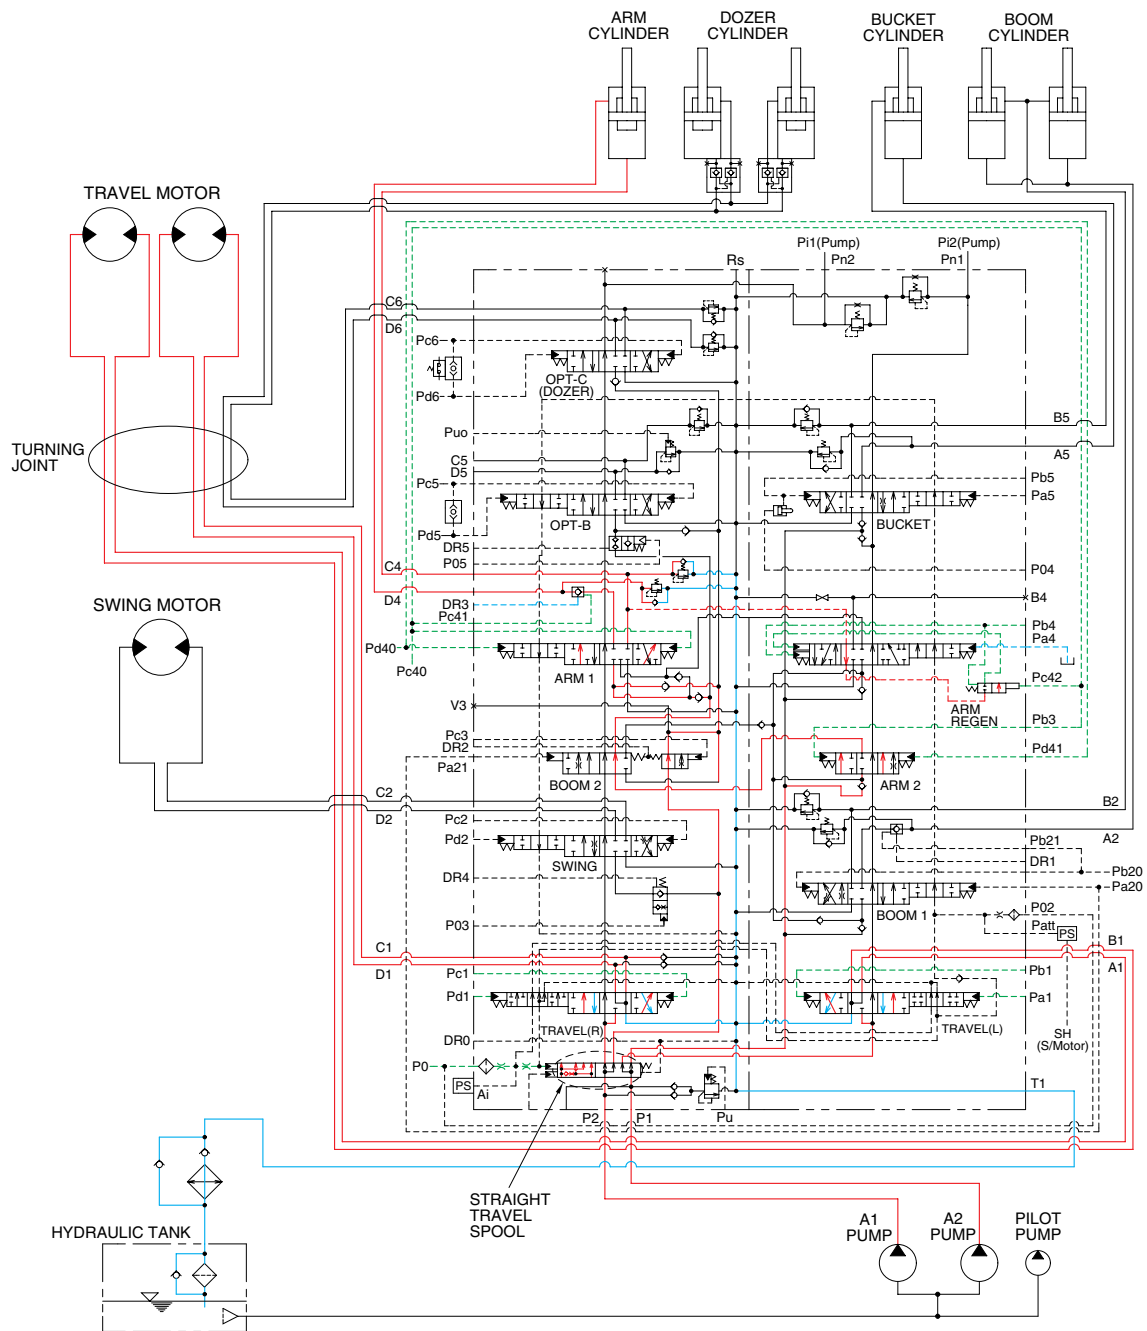 ARM
CYLINDER
DOZER
CYLINDER
BUCKET
CYLINDER
BOOM
CYLINDER
TRAVEL MOTOR
Pi1(Pump)
Pn2
Pi2(Pump)
Pn1
Rs
C6
D6
Pc6
Pd6
OPT-C
(DOZER)
TURNING
JOINT
Puo
C5
D5
Pc5
Pd5
OPT-B
DR5
P05
B5
A5
Pb5
Pa5
BUCKET
P04
C4
D4
DR3
Pc41
Pd40
Pc40
ARM 1
B4
Pb4
Pa4
Pc42
ARM
REGEN
SWING MOTOR
V3
Pc3
DR2
Pa21
BOOM 2
Pb3
Pd41
ARM 2
C2
D2
Pc2
Pd2
SWING
DR4
P03
B2
A2
Pb21
DR1
Pb20
Pa20
BOOM 1
P02
Patt
PS
C1
D1
Pc1
Pd1
TRAVEL(R)
B1
A1
Pb1
Pa1
TRAVEL(L)
SH
(S/Motor)
DR0
P0
PS
Ai
P2
P1
Pu
T1
STRAIGHT
TRAVEL
SPOOL
HYDRAULIC TANK
A1
PUMP
A2
PUMP
PILOT
PUMP